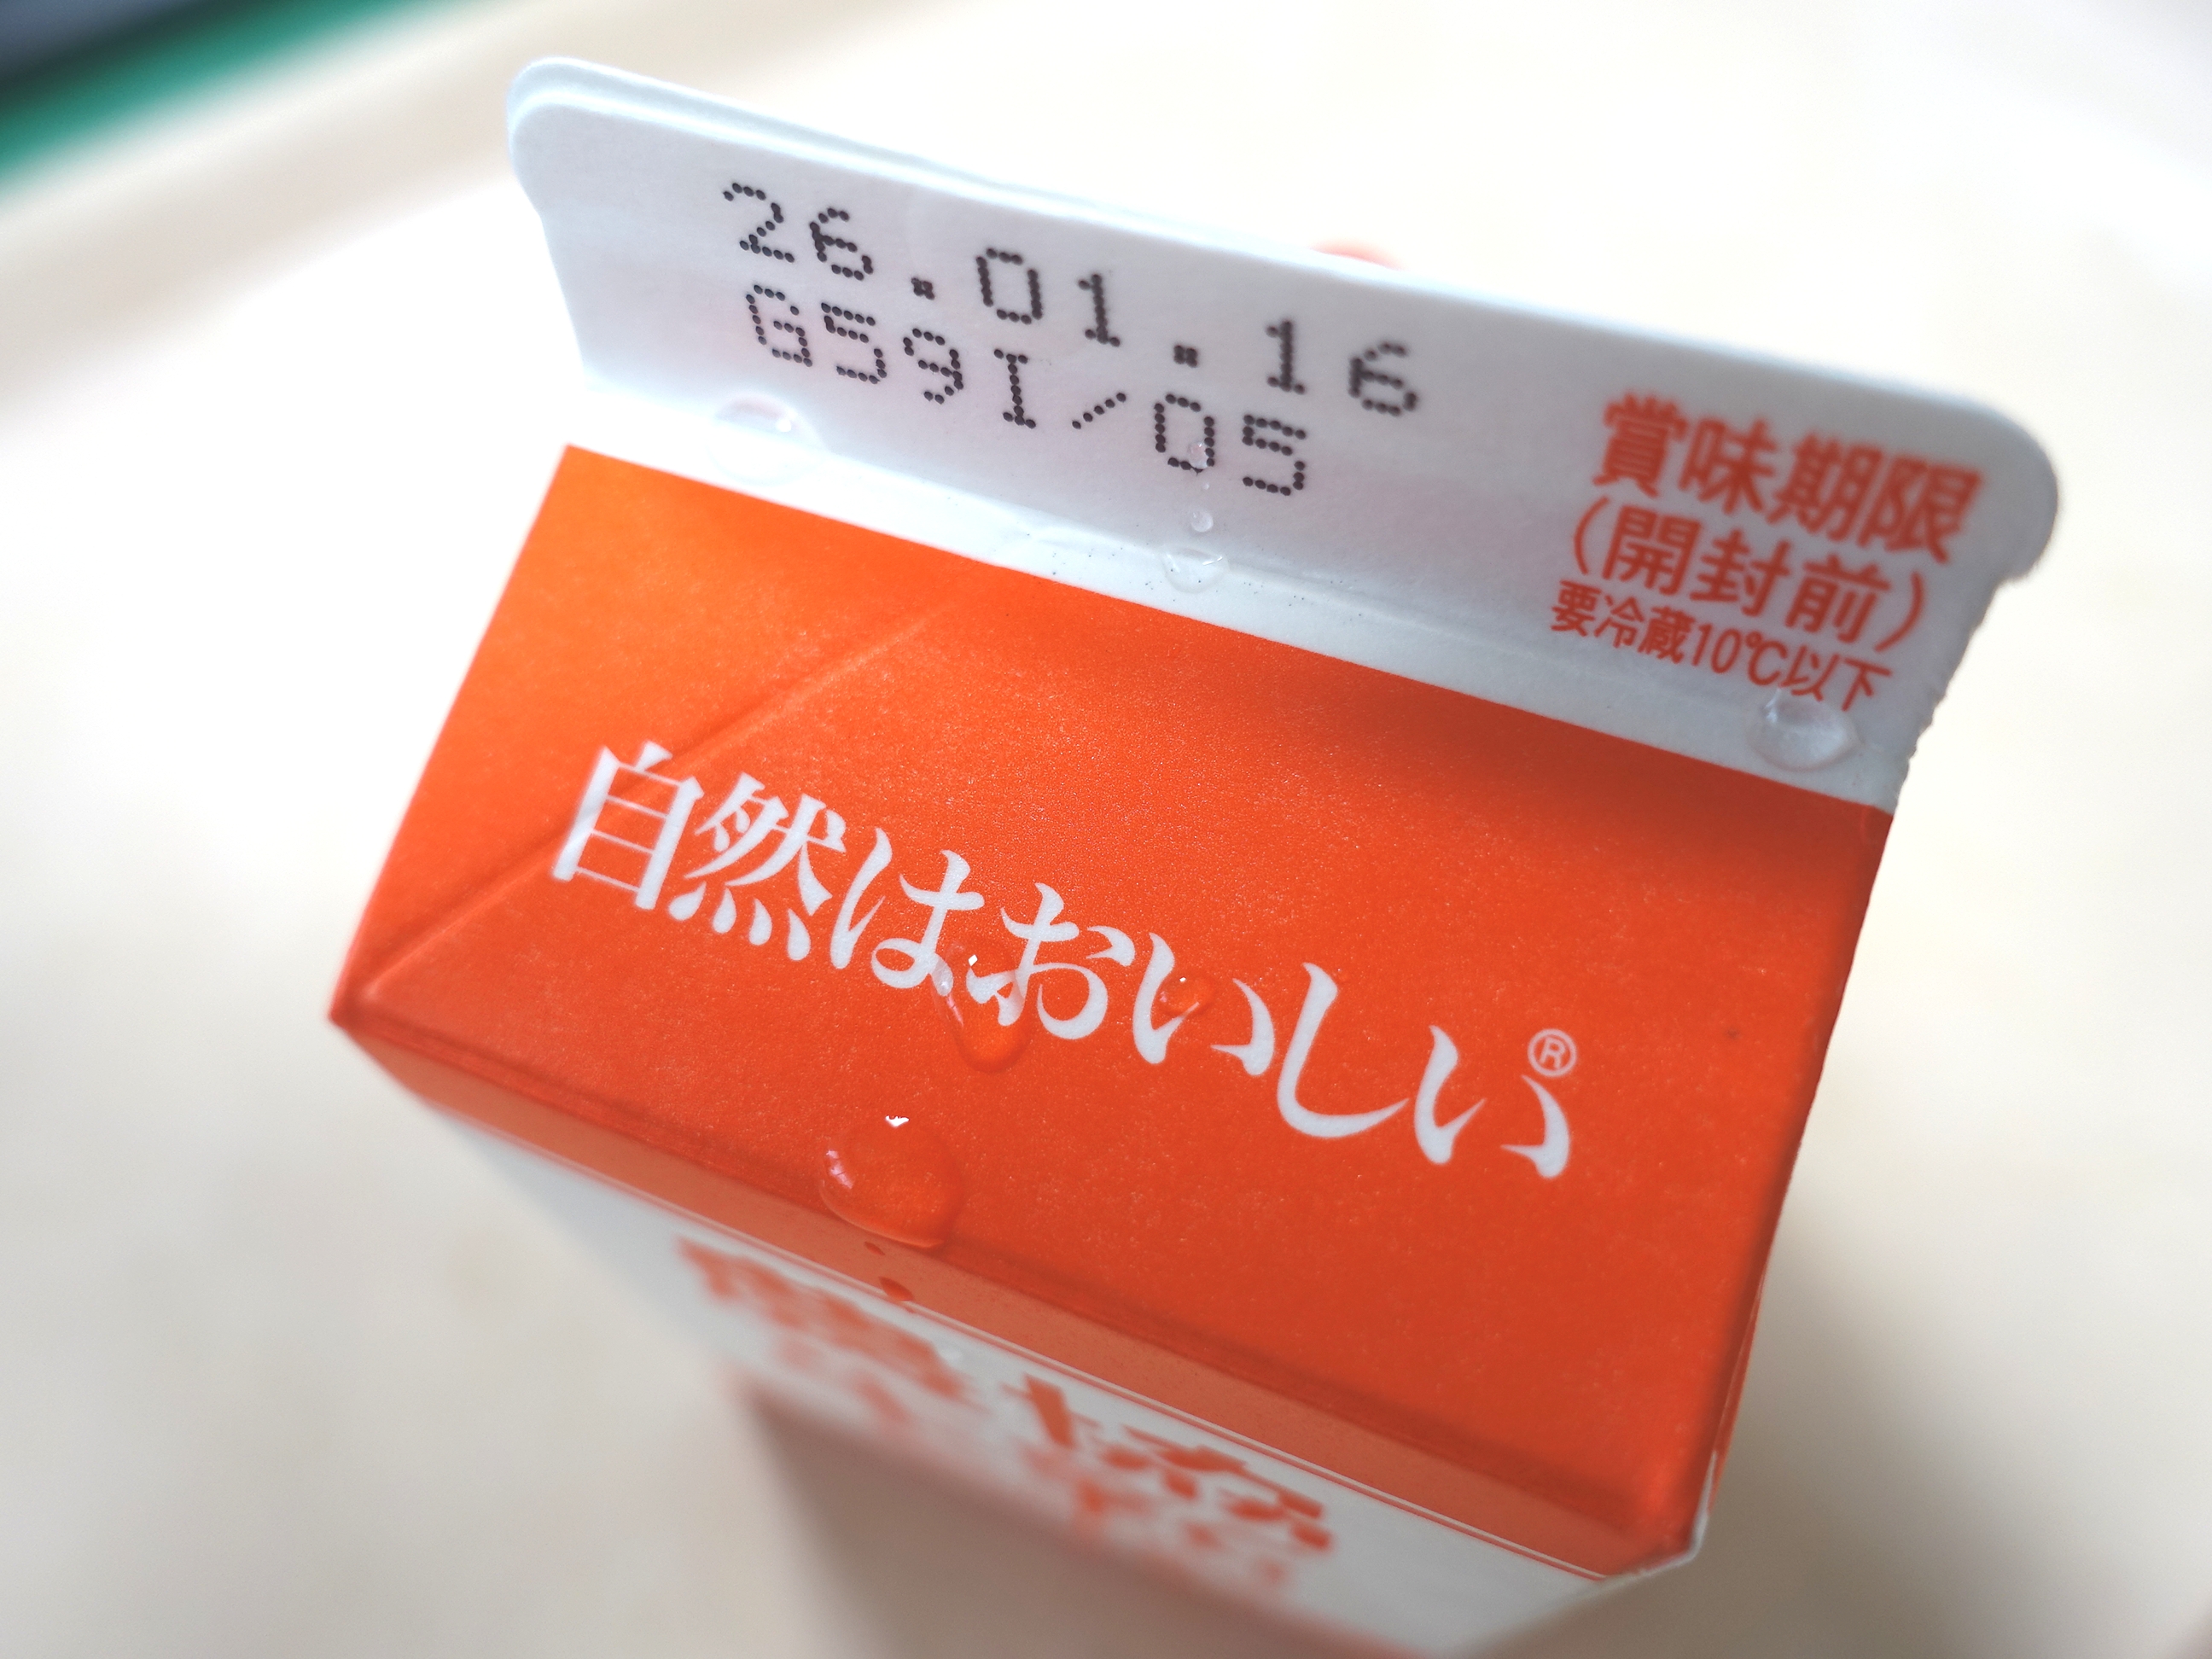 26.01.16
G59I/05
賞味期限
(開封前)
要冷蔵10℃以下
自然はおいしい®